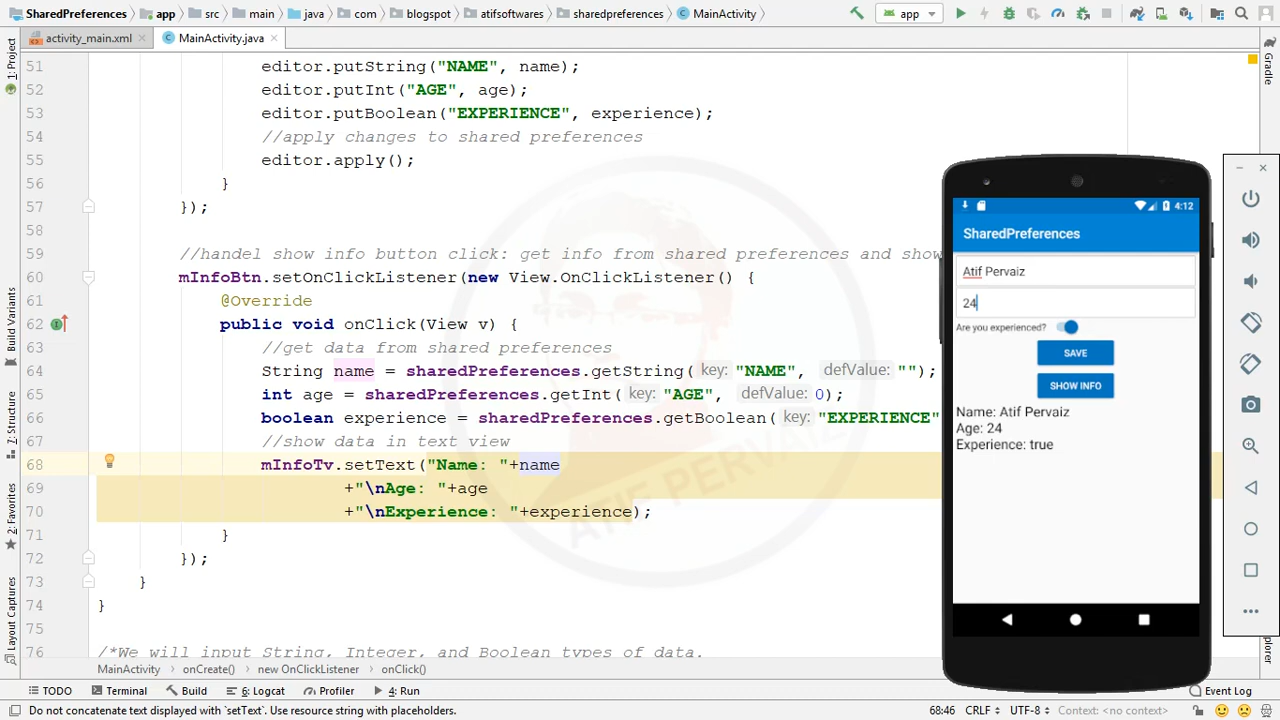 SharedPreferences app src main java com blogspot atifsoftwares sharedpreferences MainActivity app
activity_main.xml MainActivity.java
1: Project
Build Variants
7: Structure
2: Favorites
Layout Captures
Gradle
51 editor.putString("NAME", name);
52 editor.putInt("AGE", age);
53 editor.putBoolean("EXPERIENCE", experience);
54 //apply changes to shared preferences
55 editor.apply();
56 }
57 });
58
59 //handel show info button click: get info from shared preferences and show
60 mInfoBtn.setOnClickListener(new View.OnClickListener() {
61 @Override
62 public void onClick(View v) {
63 //get data from shared preferences
64 String name = sharedPreferences.getString( key: "NAME", defValue: "");
65 int age = sharedPreferences.getInt( key: "AGE", defValue: 0);
66 boolean experience = sharedPreferences.getBoolean( key: "EXPERIENCE"
67 //show data in text view
68 mInfoTv.setText("Name: "+name
69 +"\nAge: "+age
70 +"\nExperience: "+experience);
71 }
72 });
73 }
74 }
75
76 /*We will input String, Integer, and Boolean types of data.
ATIF PERVAIZ
4:12
SharedPreferences
Atif Pervaiz
24
Are you experienced?
SAVE
SHOW INFO
Name: Atif Pervaiz
Age: 24
Experience: true
MainActivity onCreate() new OnClickListener onClick()
TODO Terminal Build 6: Logcat Profiler 4: Run Event Log
Do not concatenate text displayed with `setText`. Use resource string with placeholders. 68:46 CRLF UTF-8 Context: <no context>